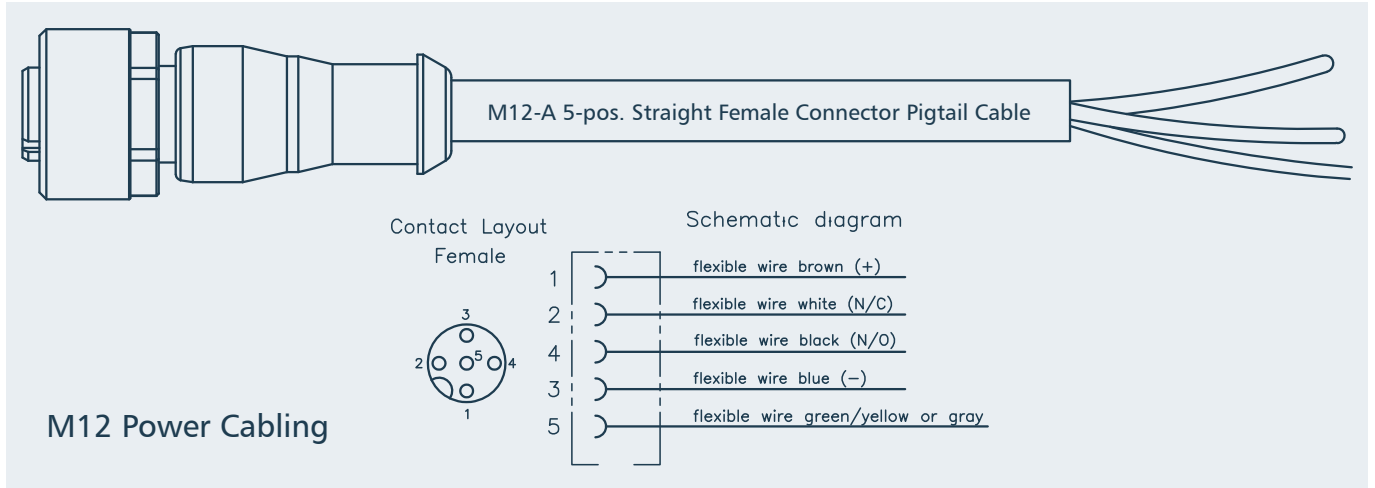 M12-A 5-pos. Straight Female Connector Pigtail Cable
Contact Layout
Female
3
2 5 4
1
Schematic diagram
1 flexible wire brown (+)
2 flexible wire white (N/C)
4 flexible wire black (N/O)
3 flexible wire blue (−)
5 flexible wire green/yellow or gray
M12 Power Cabling